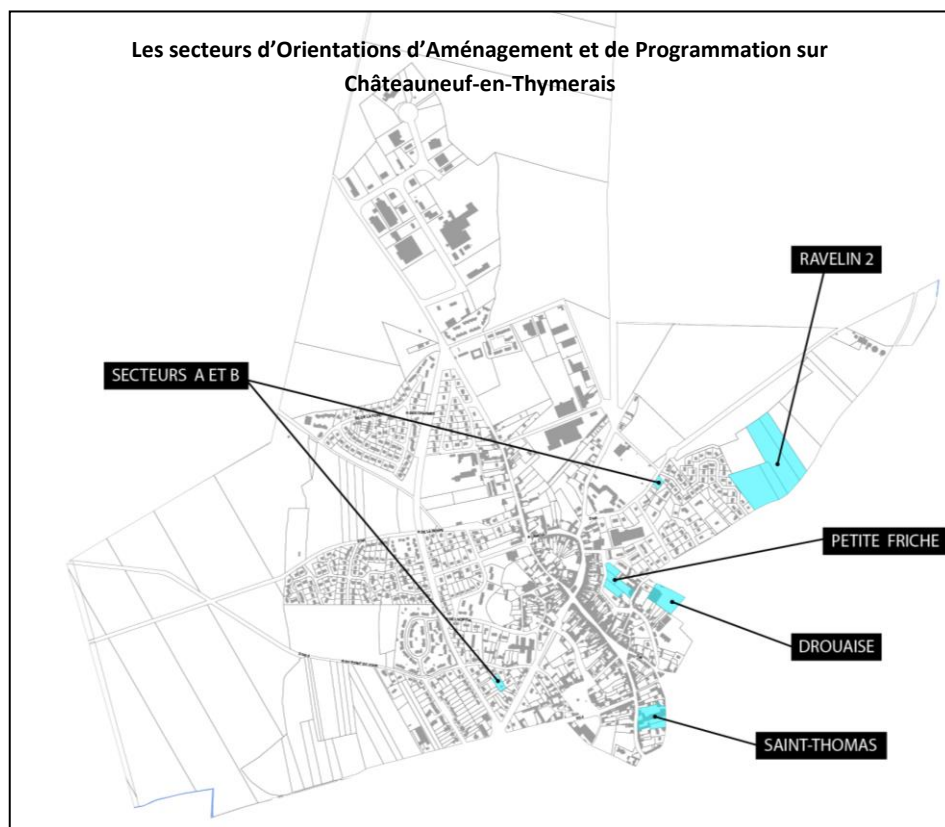 Les secteurs d’Orientations d’Aménagement et de Programmation sur
Châteauneuf-en-Thymerais
RAVELIN 2
SECTEURS A ET B
PETITE FRICHE
DROUAISE
SAINT-THOMAS